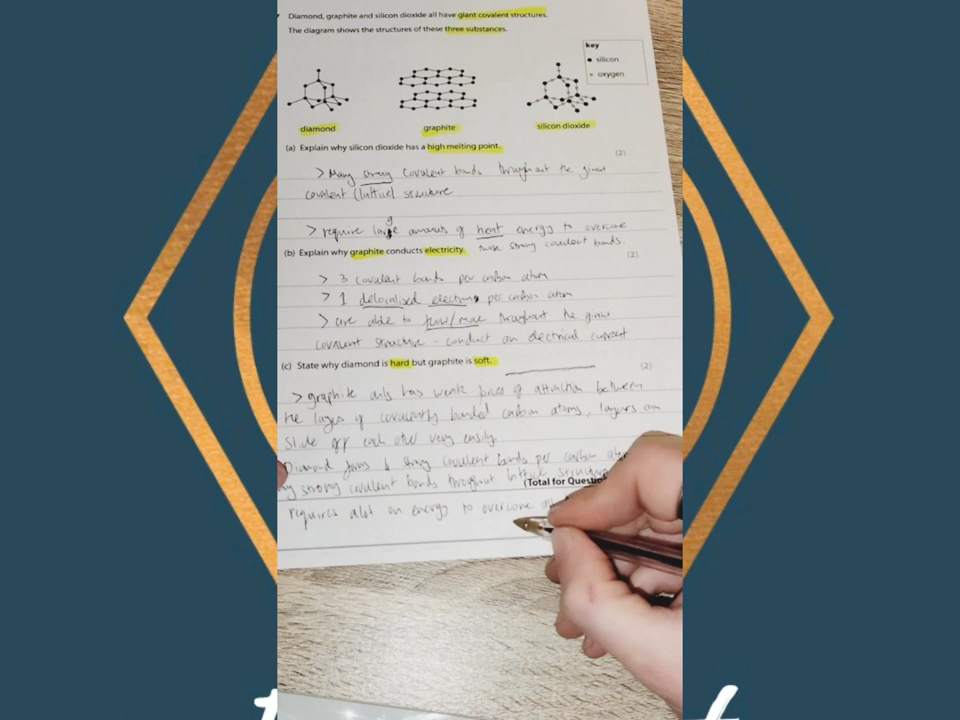 Diamond, graphite and silicon dioxide all have giant covalent structures.
The diagram shows the structures of these three substances.
key
silicon
oxygen
diamond
graphite
silicon dioxide
(a) Explain why silicon dioxide has a high melting point.
(2)
> Many strong covalent bonds throughout the giant
covalent (lattice) structure
> require large amounts of heat energy to overcome
these strong covalent bonds.
(b) Explain why graphite conducts electricity.
(2)
> 3 covalent bonds per carbon atom
> 1 delocalised electron, per carbon atom
> are able to flow/move throughout the giant
covalent structure - conduct an electrical current
(c) State why diamond is hard but graphite is soft.
(2)
> graphite only has weak forces of attraction between
the layers of covalently bonded carbon atoms, layers can
slide off each other very easily.
Diamond forms 4 strong covalent bonds per carbon
strong covalent bonds throughout lattice structure
(Total for Questio
requires alot an energy to overcome